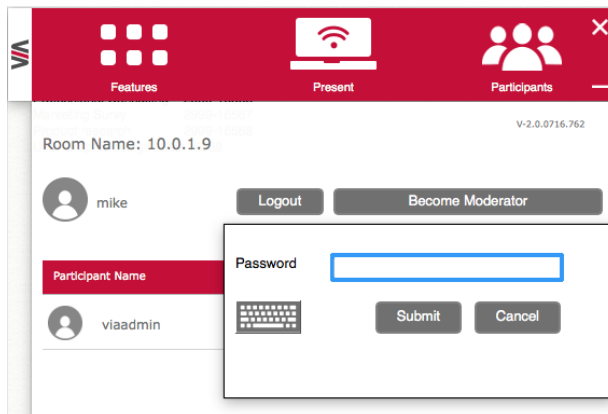 VIA
Features
Present
Participants
V-2.0.0716.762
Room Name: 10.0.1.9
mike
Logout
Become Moderator
Password
Participant Name
Submit
Cancel
viaadmin